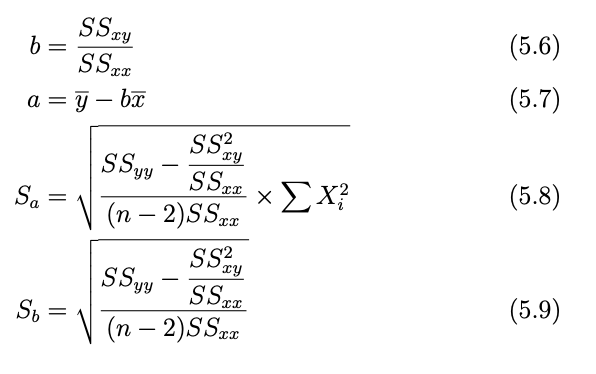 b = \frac{SS_{xy}}{SS_{xx}} (5.6)
a = \overline{y} - b\overline{x} (5.7)
S_a = \sqrt{\frac{SS_{yy} - \frac{SS_{xy}^2}{SS_{xx}}}{(n-2)SS_{xx}} \times \sum X_i^2} (5.8)
S_b = \sqrt{\frac{SS_{yy} - \frac{SS_{xy}^2}{SS_{xx}}}{(n-2)SS_{xx}}} (5.9)